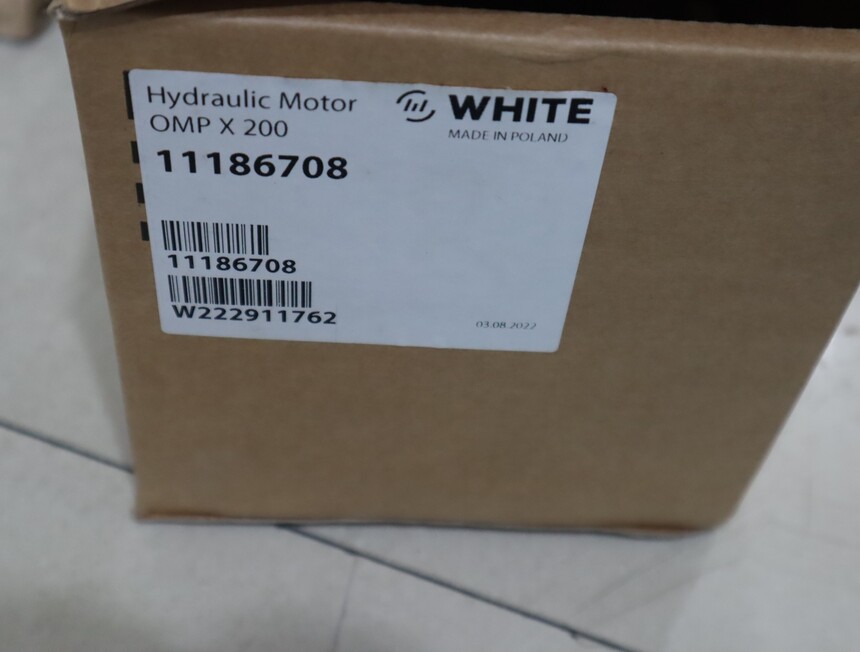 Hydraulic Motor
OMP X 200
11186708
WHITE
MADE IN POLAND
11186708
W222911762
03.08.2022